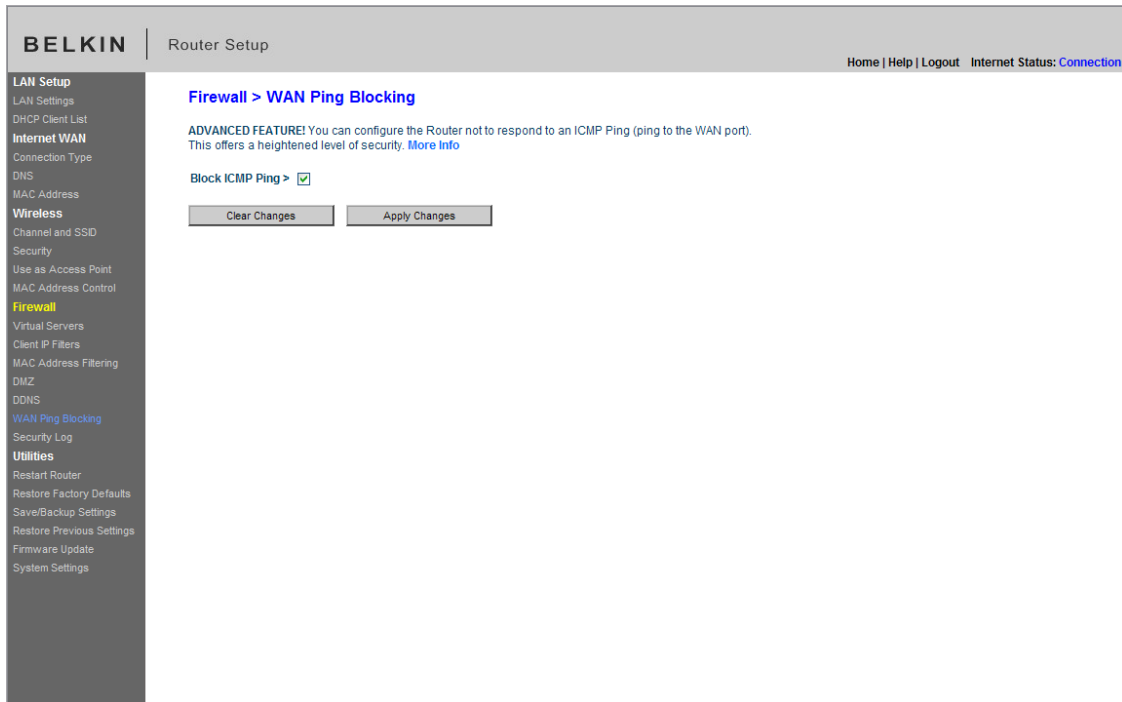 BELKIN
Router Setup
Home | Help | Logout Internet Status: Connection
LAN Setup
LAN Settings
DHCP Client List
Internet WAN
Connection Type
DNS
MAC Address
Wireless
Channel and SSID
Security
Use as Access Point
MAC Address Control
Firewall
Virtual Servers
Client IP Filters
MAC Address Filtering
DMZ
DDNS
WAN Ping Blocking
Security Log
Utilities
Restart Router
Restore Factory Defaults
Save/Backup Settings
Restore Previous Settings
Firmware Update
System Settings
Firewall > WAN Ping Blocking
ADVANCED FEATURE! You can configure the Router not to respond to an ICMP Ping (ping to the WAN port).
This offers a heightened level of security. More Info
Block ICMP Ping >
Clear Changes
Apply Changes